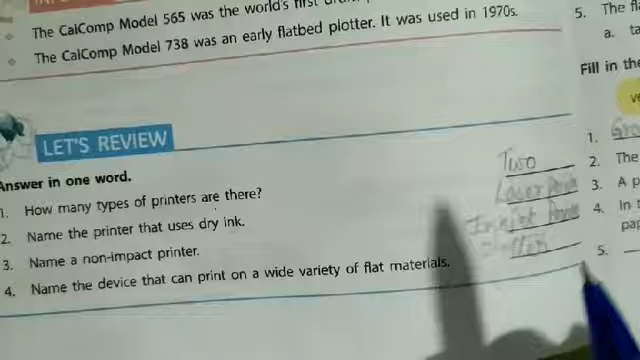 The CalComp Model 565 was the world's first
The CalComp Model 738 was an early flatbed plotter. It was used in 1970s.
LET'S REVIEW
Answer in one word.
1. How many types of printers are there? Two
2. Name the printer that uses dry ink. Laser
3. Name a non-impact printer. Inkjet
4. Name the device that can print on a wide variety of flat materials.
5. The
a.
Fill in the
1.
2. The
3. A
4. In
5.